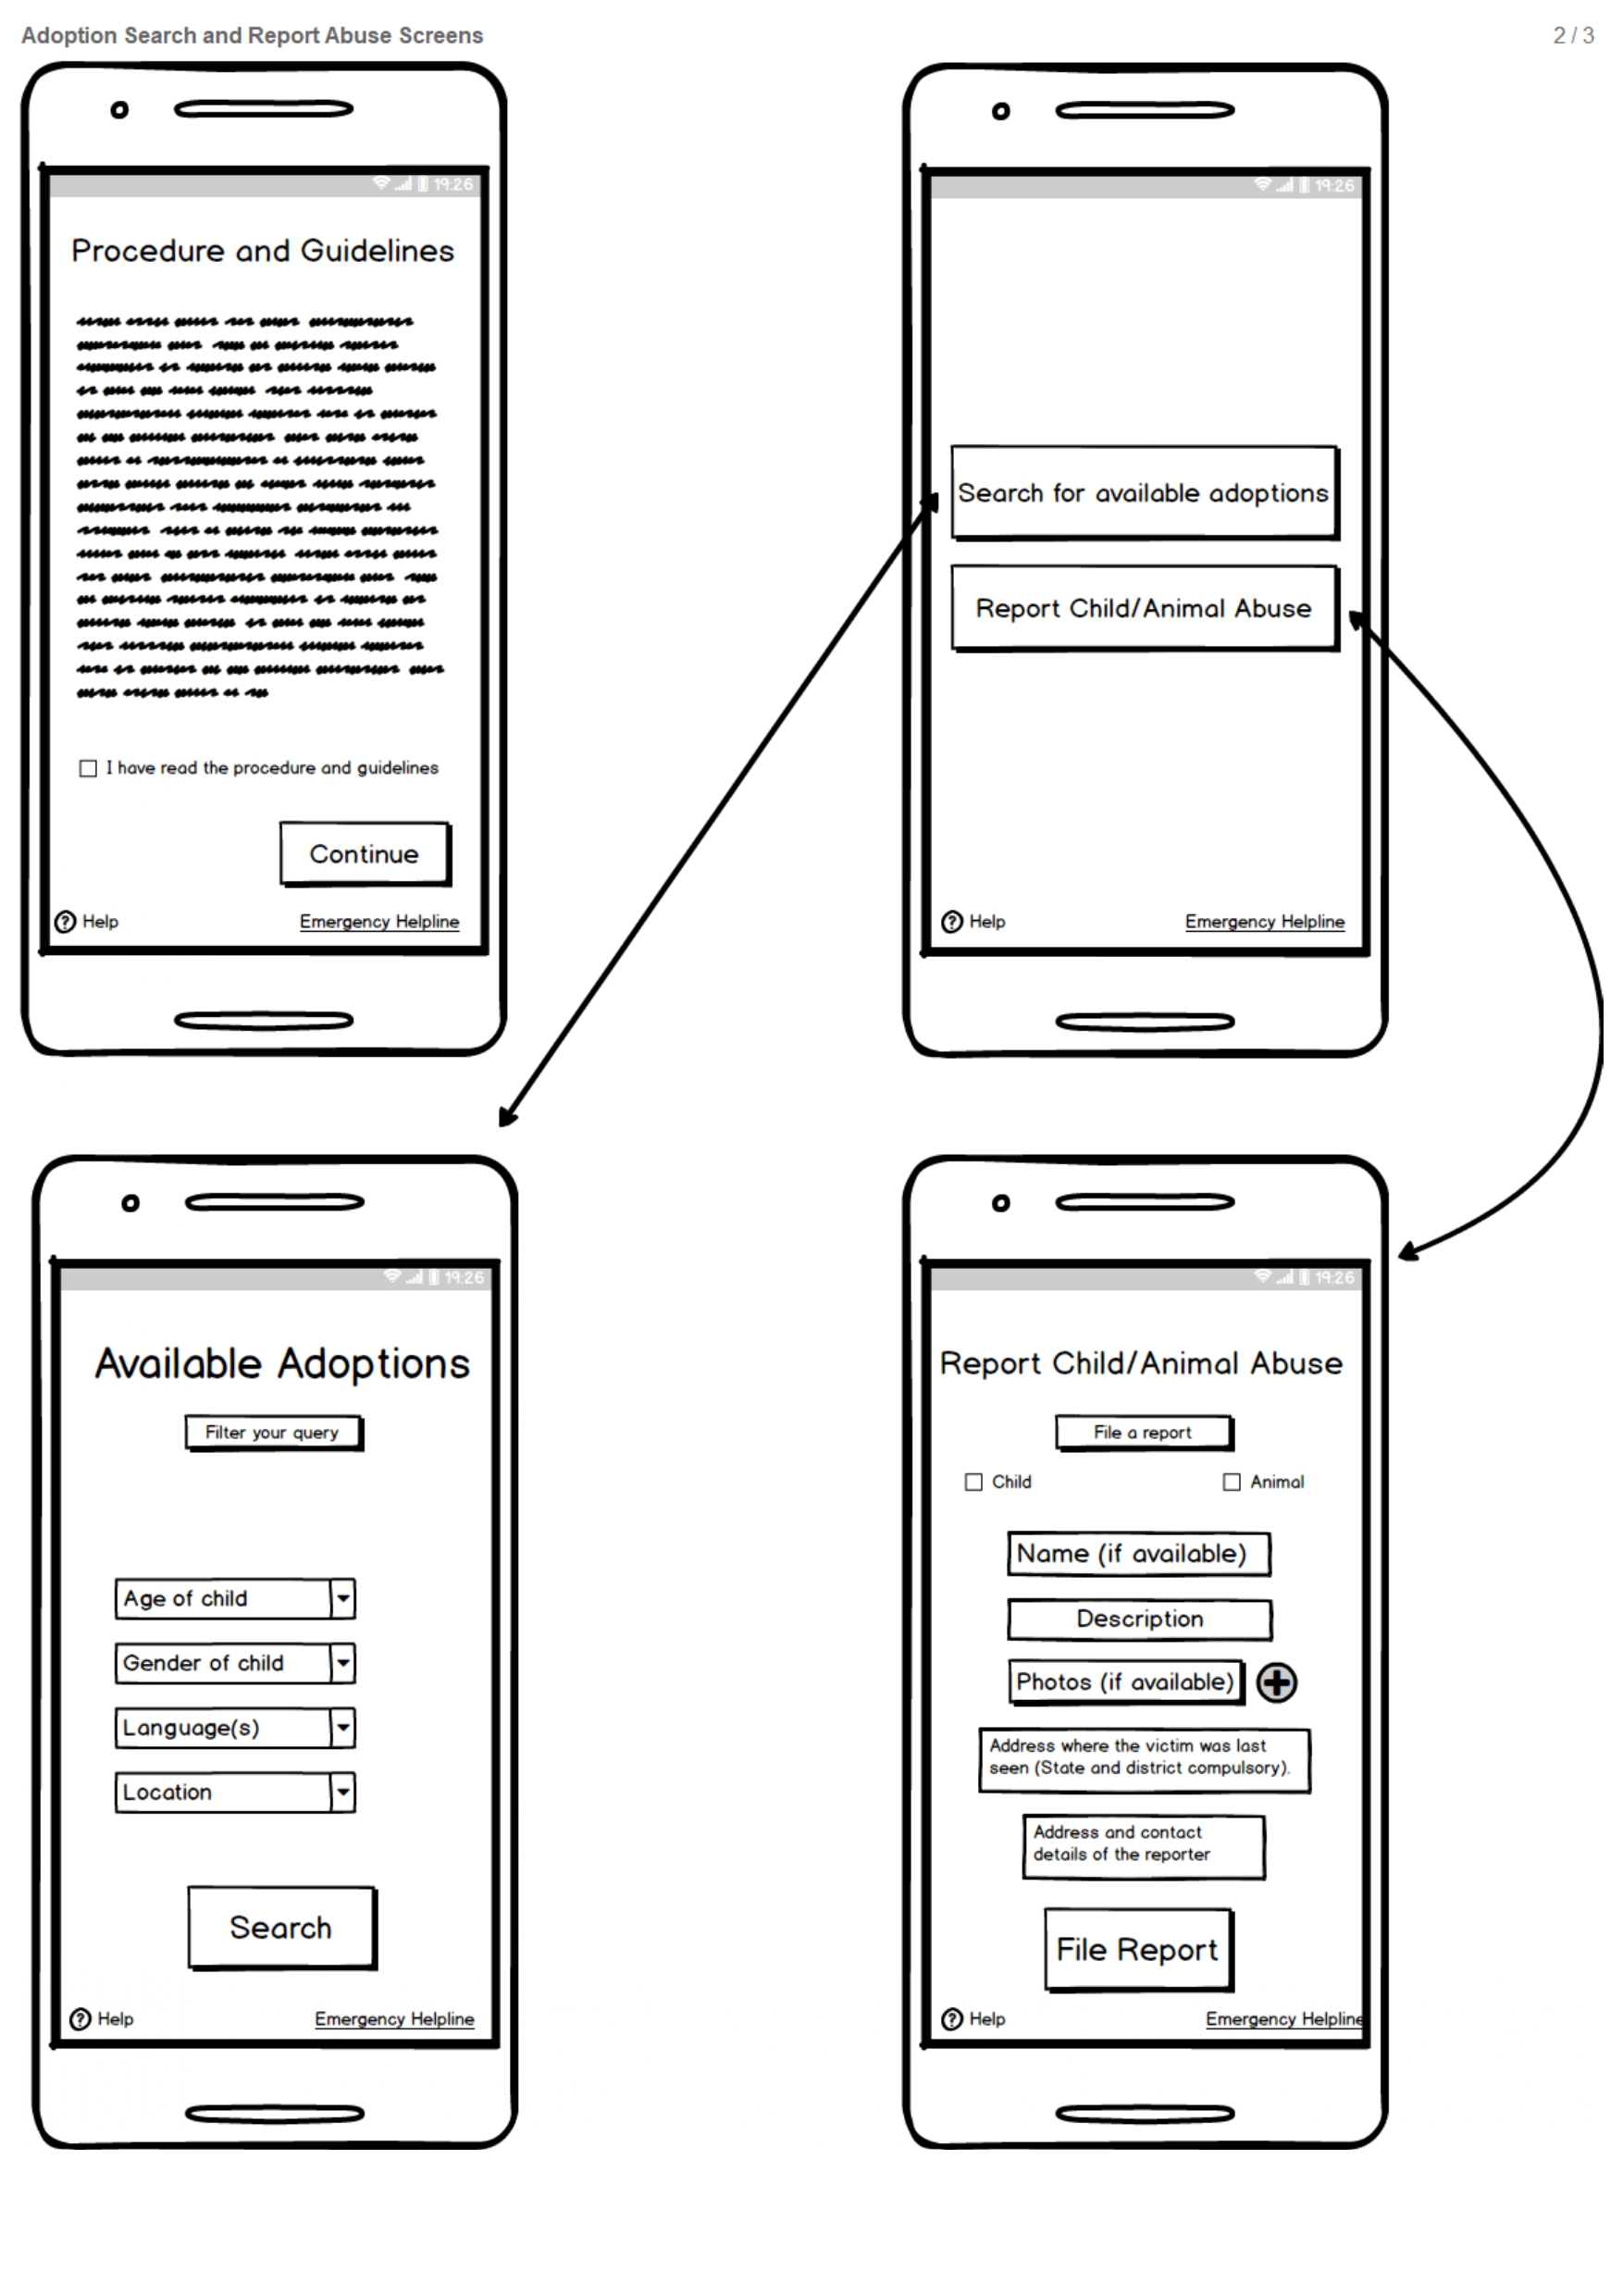 Adoption Search and Report Abuse Screens
2 / 3
19:26
Procedure and Guidelines
I have read the procedure and guidelines
Continue
Help
Emergency Helpline
19:26
Search for available adoptions
Report Child/Animal Abuse
Help
Emergency Helpline
19:26
Available Adoptions
Filter your query
Age of child
Gender of child
Language(s)
Location
Search
Help
Emergency Helpline
19:26
Report Child/Animal Abuse
File a report
Child
Animal
Name (if available)
Description
Photos (if available)
Address where the victim was last
seen (State and district compulsory).
Address and contact
details of the reporter
File Report
Help
Emergency Helpline